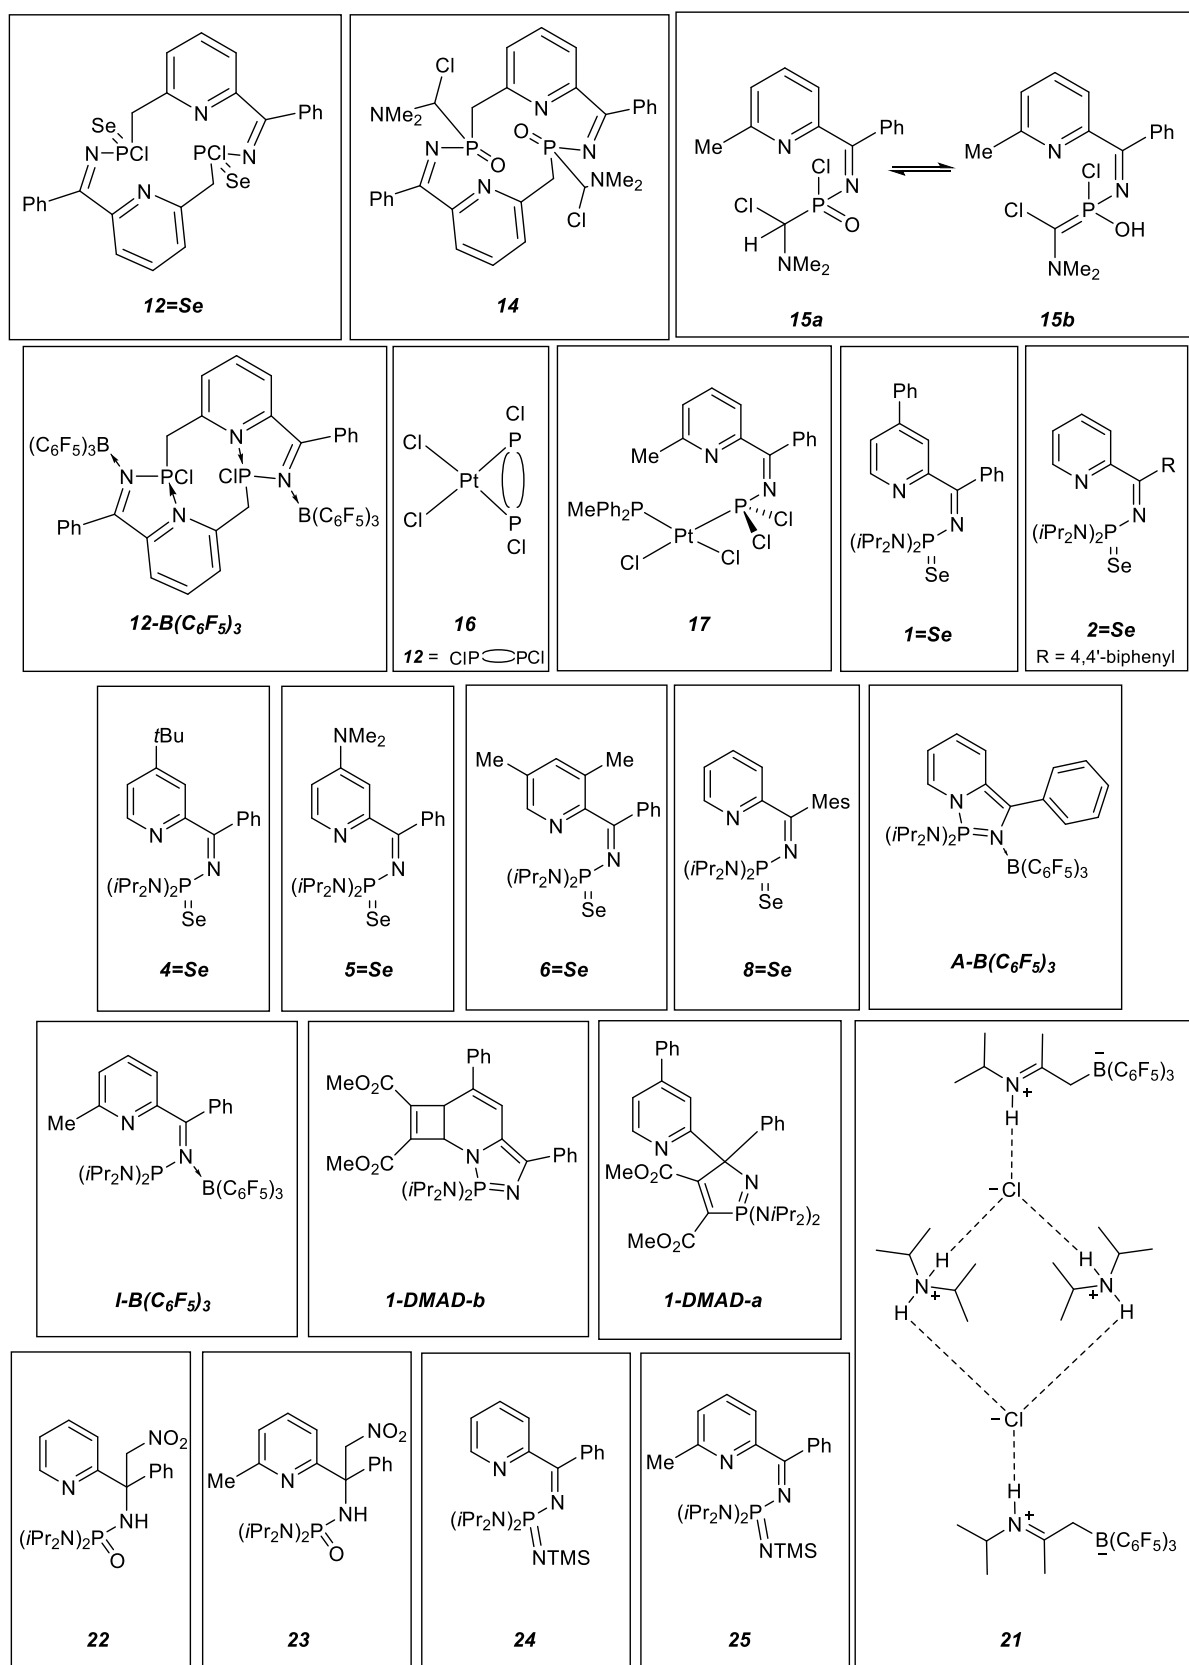 Se
N
PCl
Ph
N
N
PCl
Se
N
Ph
12=Se
Cl
NMe2
N
P
O
Ph
N
N
Ph
O
P
N
NMe2
Cl
14
Me
N
Ph
Cl
N
Cl
P
O
H
NMe2
15a
Me
N
Ph
Cl
N
Cl
P
OH
NMe2
15b
(C6F5)3B
N
PCl
Ph
N
N
Ph
ClP
N
B(C6F5)3
12-B(C6F5)3
Cl
Cl
P
Pt
Cl
P
Cl
16
12 = ClP PCl
Me
N
Ph
N
MePh2P
P
Cl
Pt
Cl
Cl
Cl
17
Ph
N
Ph
N
(iPr2N)2P
Se
1=Se
N
R
N
(iPr2N)2P
Se
2=Se
R = 4,4'-biphenyl
tBu
N
Ph
N
(iPr2N)2P
Se
4=Se
NMe2
N
Ph
N
(iPr2N)2P
Se
5=Se
Me
Me
N
Ph
N
(iPr2N)2P
Se
6=Se
N
Mes
N
(iPr2N)2P
Se
8=Se
N
(iPr2N)2P
N
B(C6F5)3
A-B(C6F5)3
Me
N
Ph
(iPr2N)2P
N
B(C6F5)3
I-B(C6F5)3
Ph
MeO2C
MeO2C
N
Ph
(iPr2N)2P
N
1-DMAD-b
Ph
N
Ph
MeO2C
N
P(NiPr2)2
MeO2C
1-DMAD-a
B(C6F5)3
−
N
+
H
− Cl
H
H
N
+
N
+
H
H
− Cl
H
N
+
B(C6F5)3
−
21
N
NO2
Ph
NH
(iPr2N)2P
O
22
Me
N
NO2
Ph
NH
(iPr2N)2P
O
23
N
Ph
N
(iPr2N)2P
NTMS
24
Me
N
Ph
N
(iPr2N)2P
NTMS
25